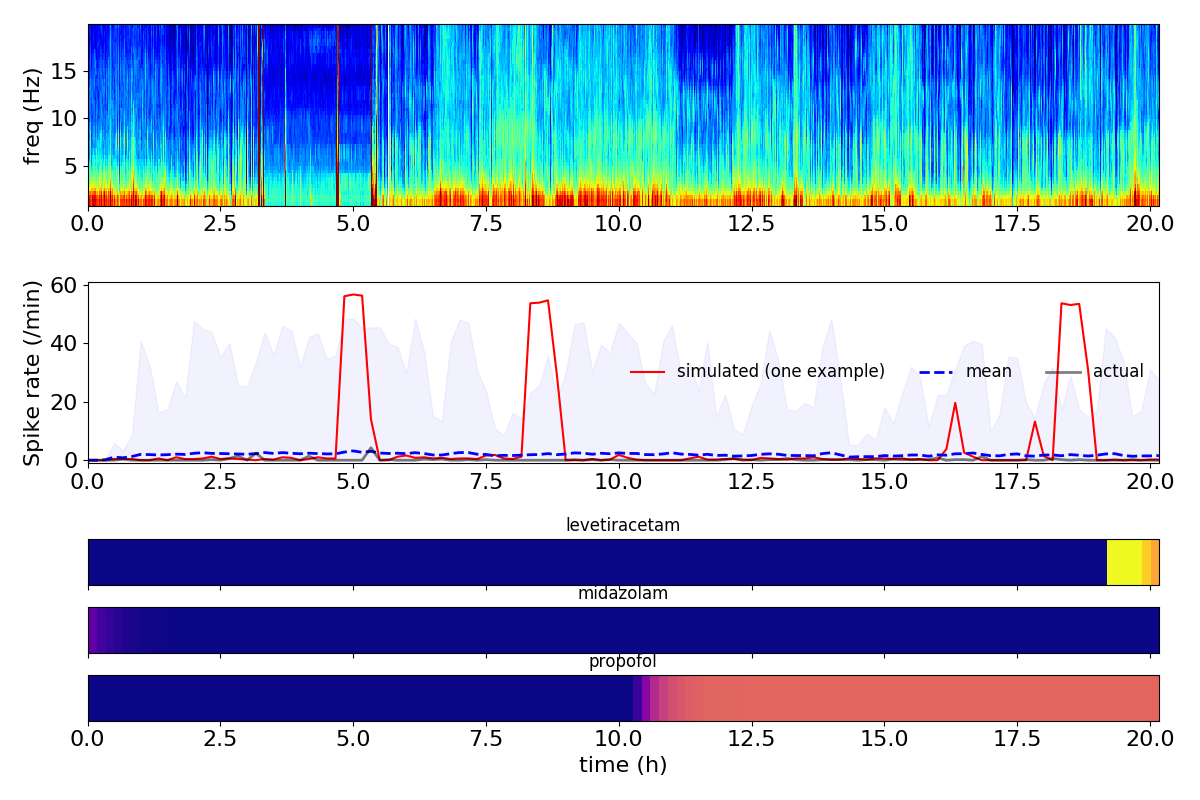 freq (Hz)
15
10
5
0.0 2.5 5.0 7.5 10.0 12.5 15.0 17.5 20.0
Spike rate (/min)
60
40
20
0
simulated (one example) mean actual
0.0 2.5 5.0 7.5 10.0 12.5 15.0 17.5 20.0
levetiracetam
midazolam
propofol
0.0 2.5 5.0 7.5 10.0 12.5 15.0 17.5 20.0
time (h)